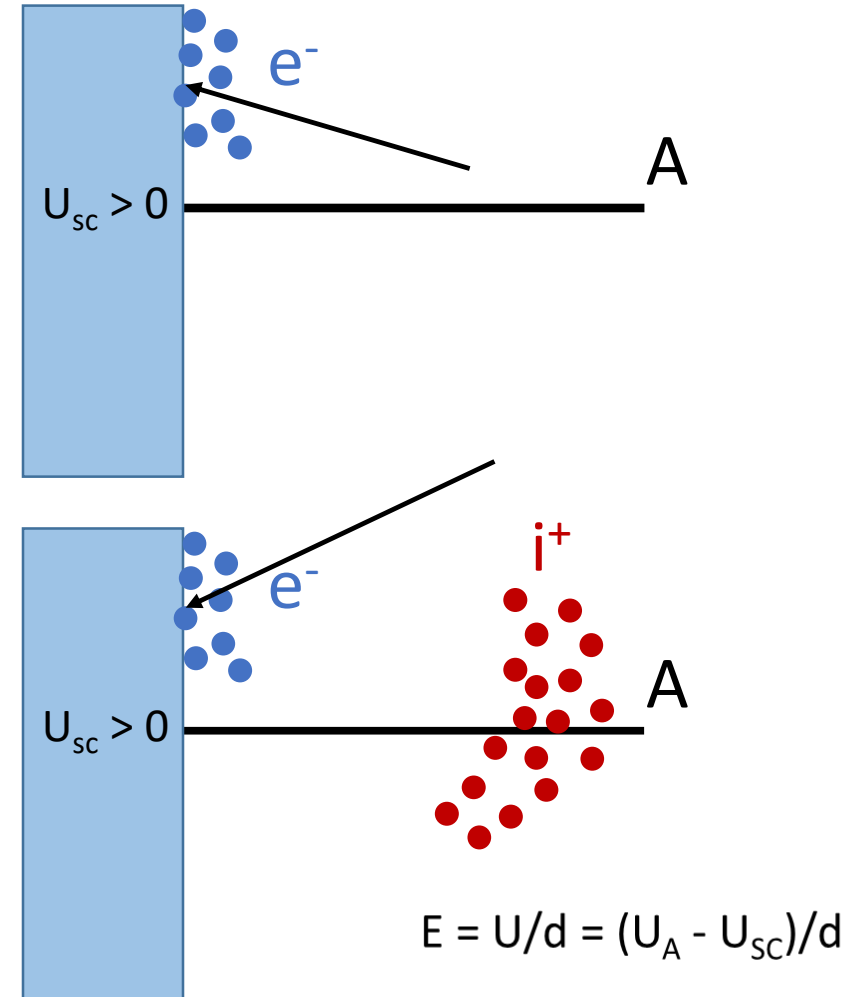 e⁻
A
U_sc > 0
i⁺
e⁻
A
U_sc > 0
E = U/d = (U_A - U_SC)/d